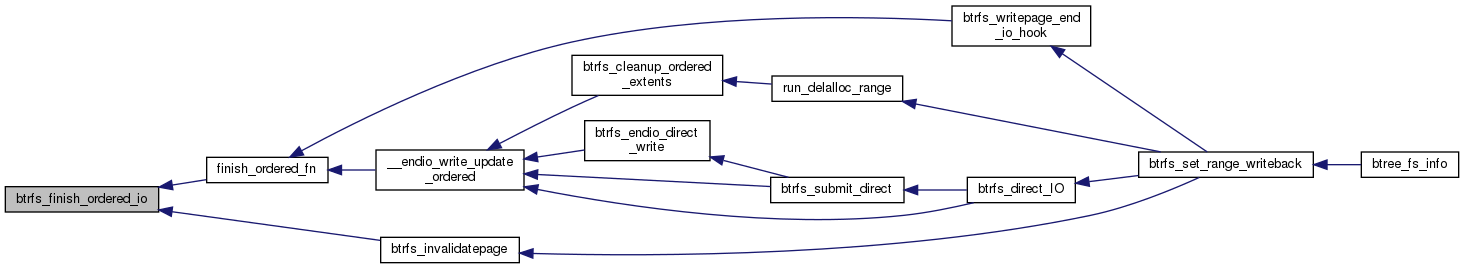 btrfs_writepage_end
_io_hook
btrfs_cleanup_ordered
_extents
run_delalloc_range
btrfs_endio_direct
_write
finish_ordered_fn
__endio_write_update
_ordered
btrfs_set_range_writeback
btree_fs_info
btrfs_finish_ordered_io
btrfs_submit_direct
btrfs_direct_IO
btrfs_invalidatepage